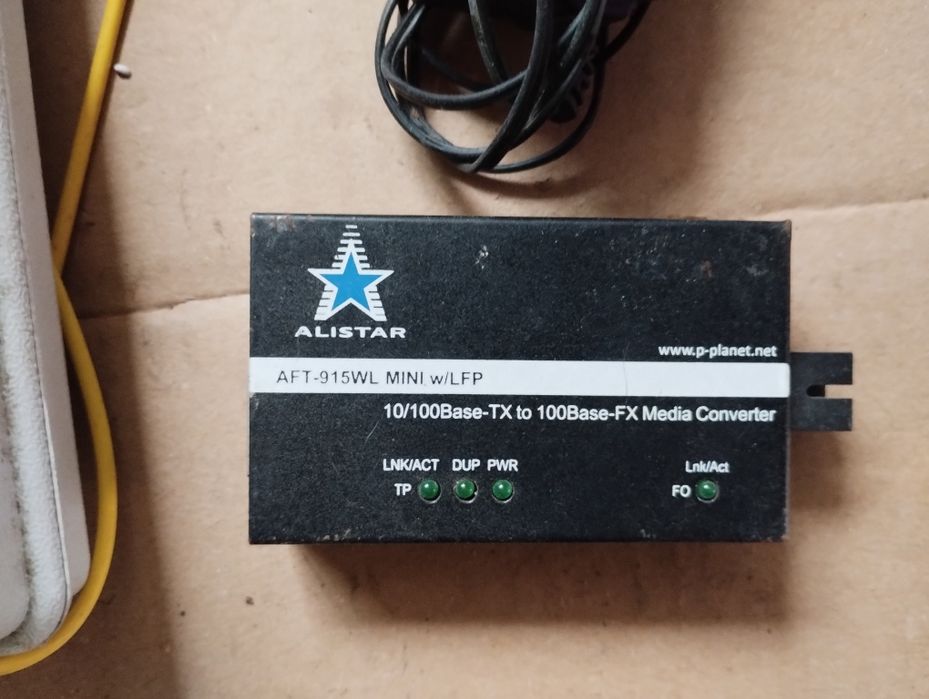 ALISTAR
www.p-planet.net
AFT-915WL MINI w/LFP
10/100Base-TX to 100Base-FX Media Converter
LNK/ACT DUP PWR Lnk/Act
TP FO